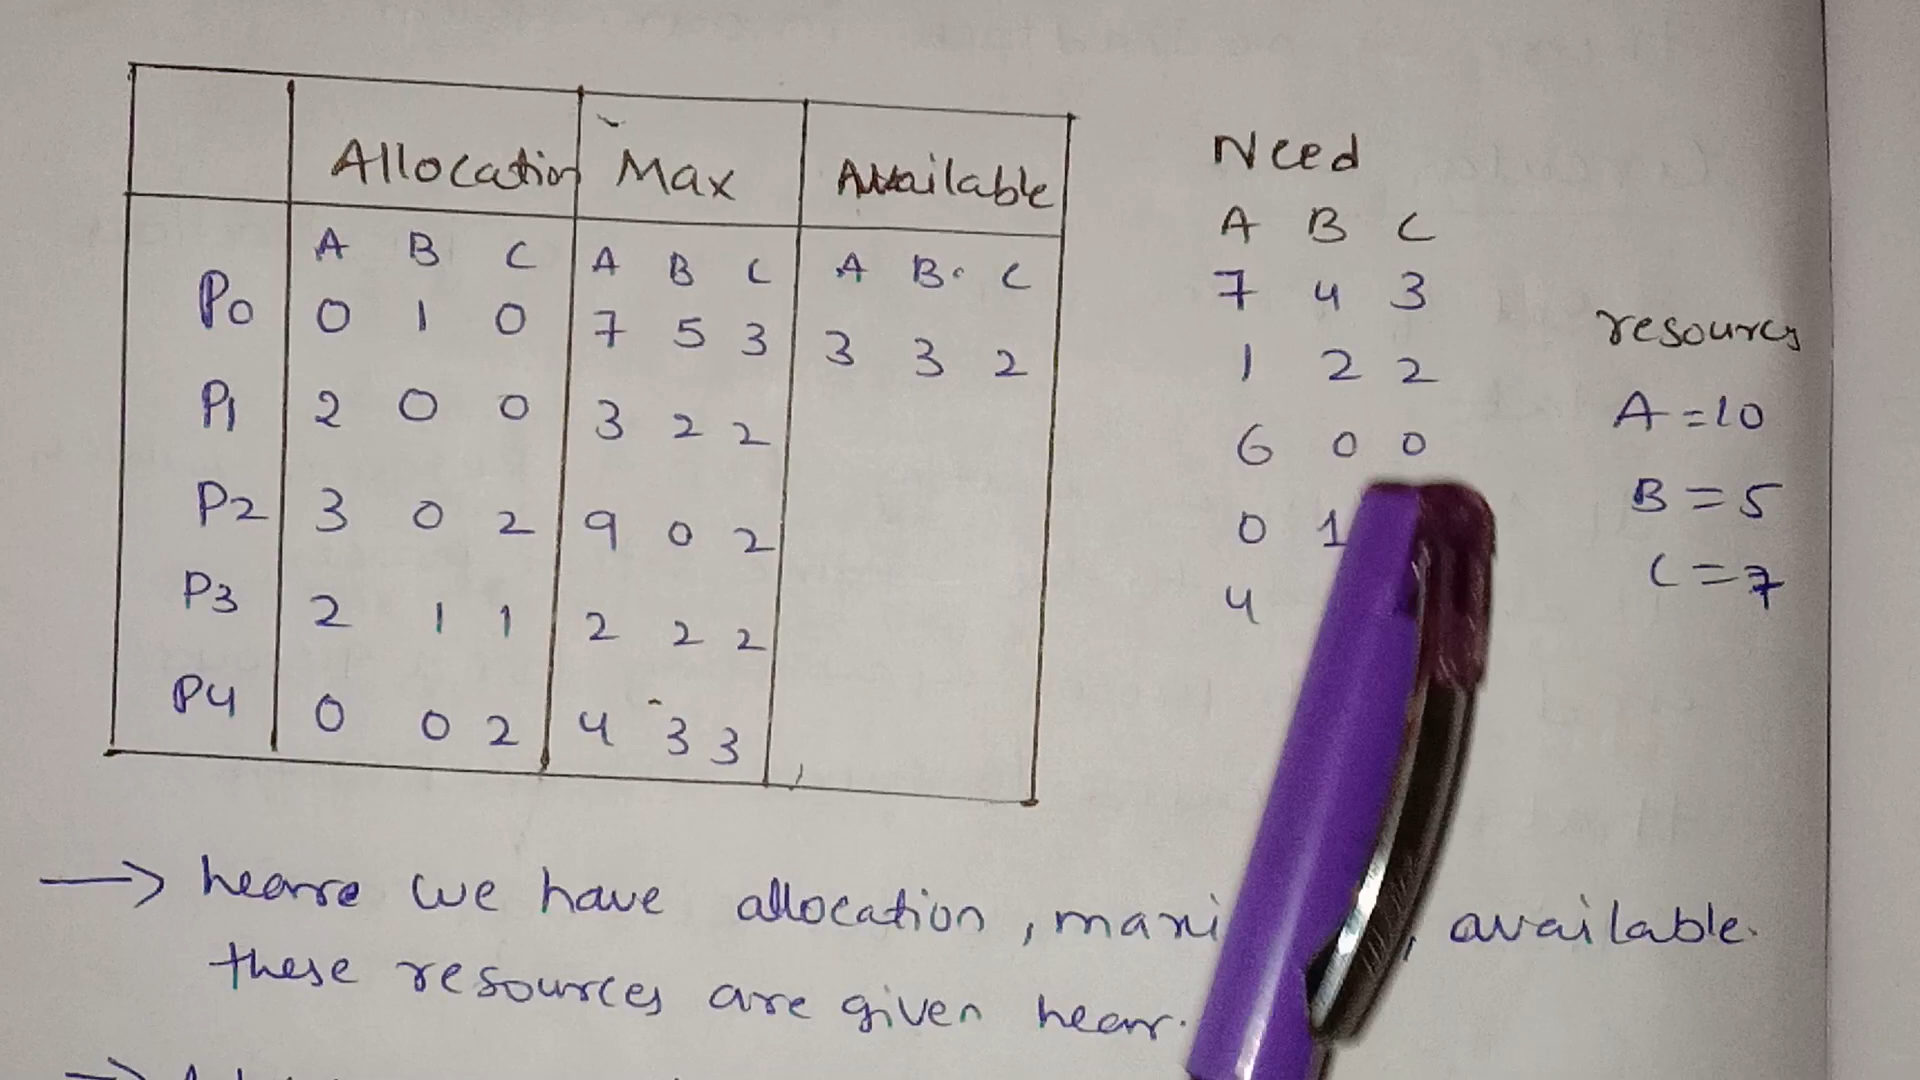 Allocation Max Available
A B C A B C A B C
P0 0 1 0 7 5 3 3 3 2
P1 2 0 0 3 2 2
P2 3 0 2 9 0 2
P3 2 1 1 2 2 2
P4 0 0 2 4 3 3
Need
A B C
7 4 3
1 2 2
6 0 0
0 1
4
resources
A = 10
B = 5
C = 7
→ hearre we have allocation, maxi , available.
these resources are given hearr.